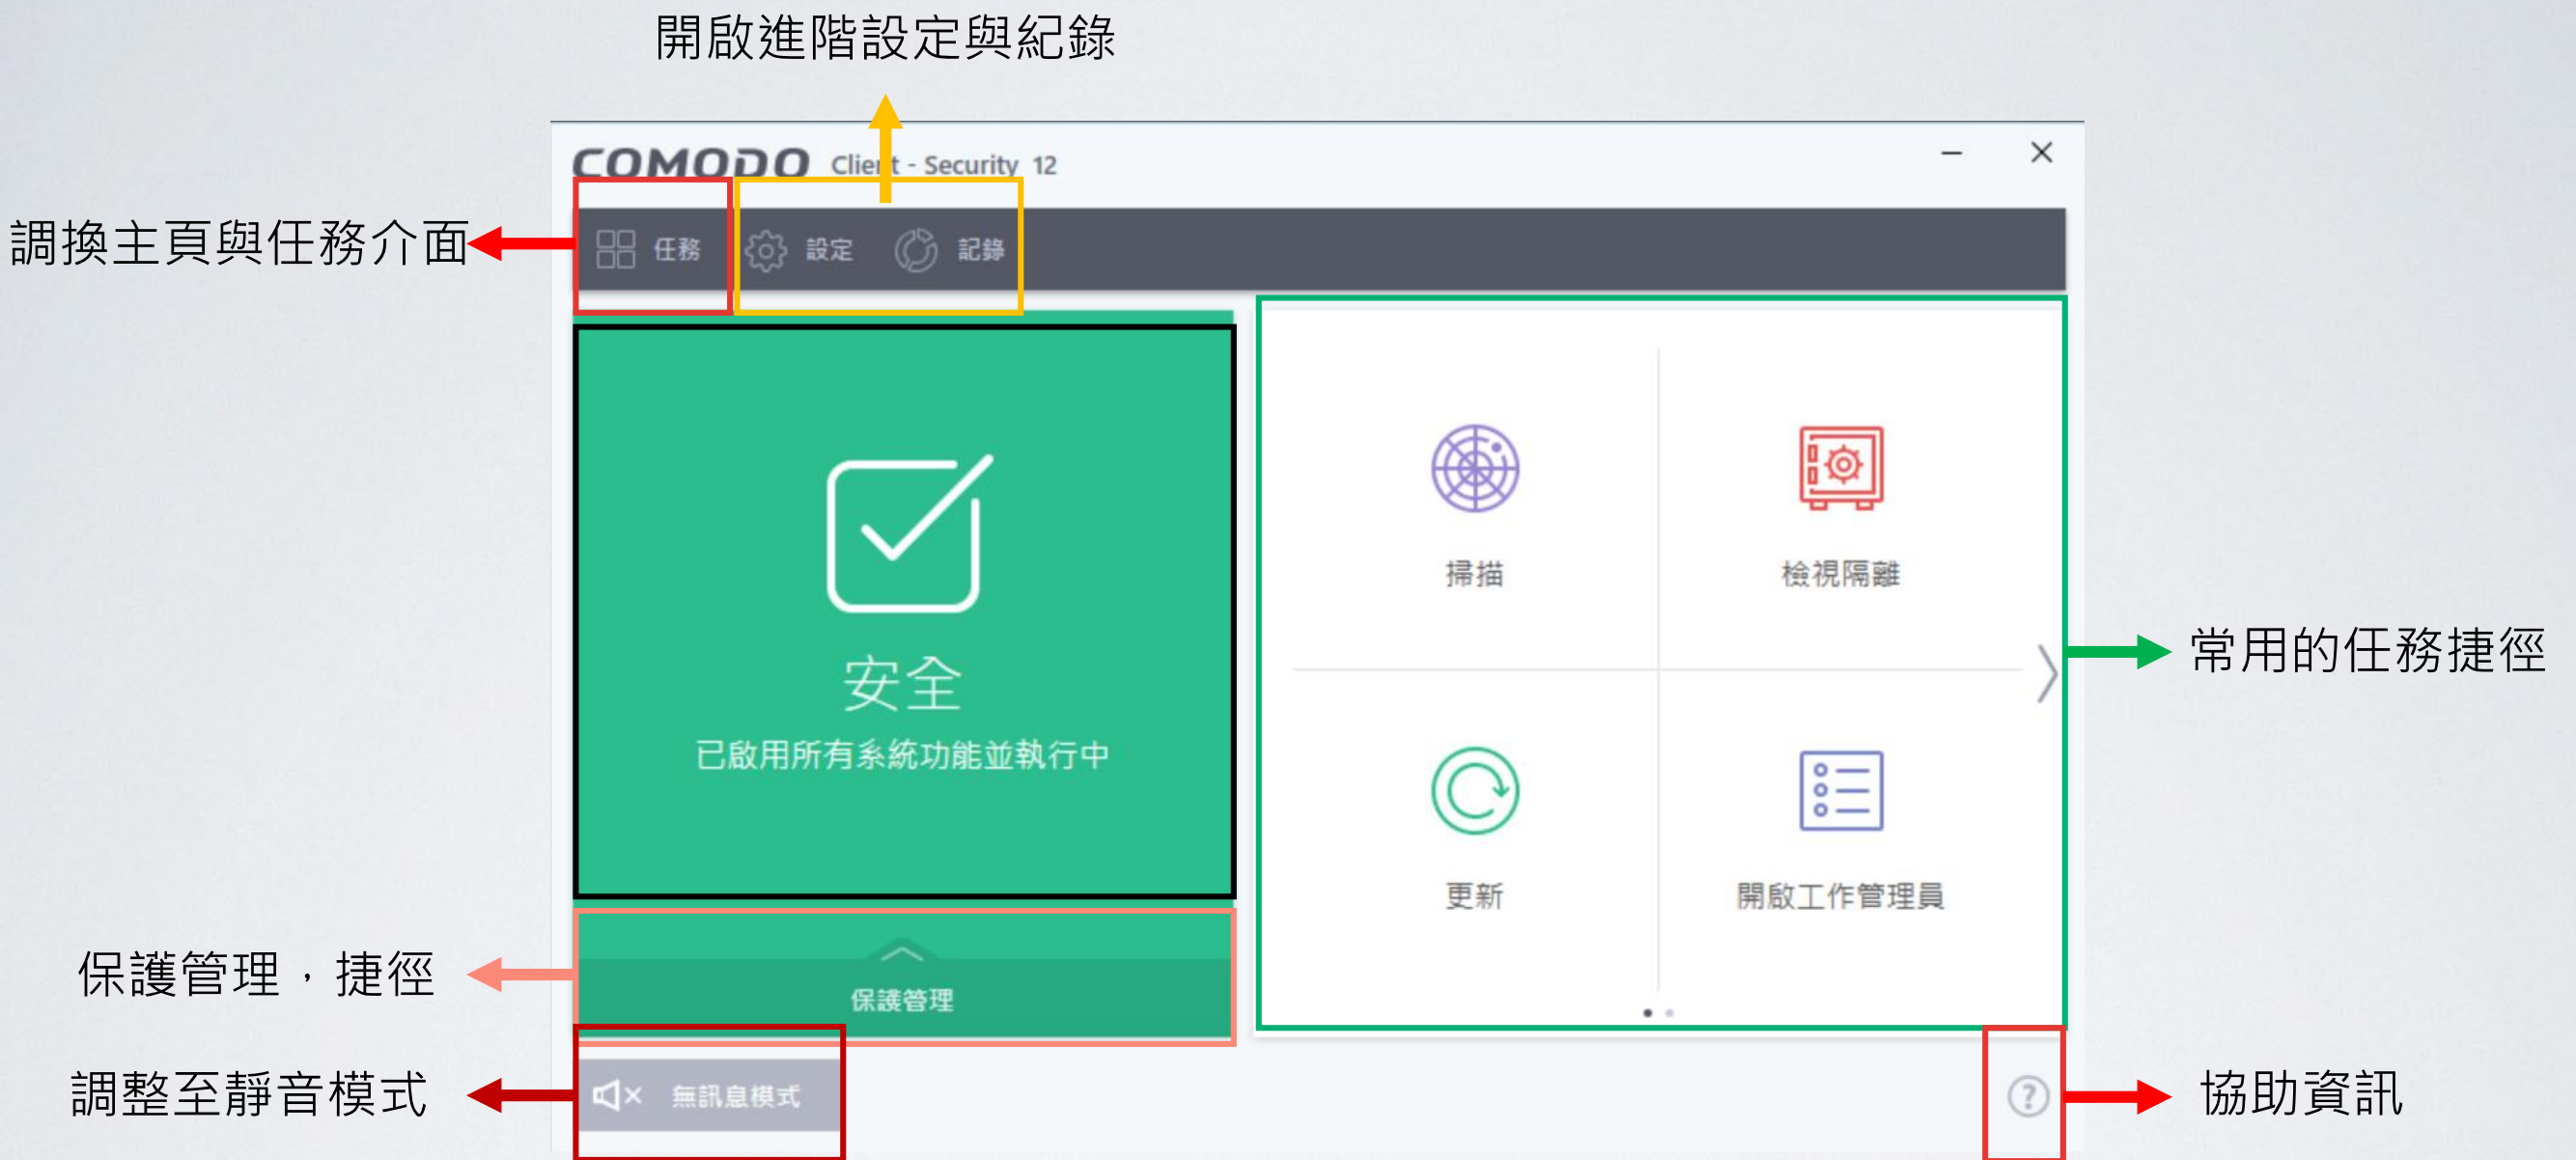 開啟進階設定與紀錄
COMODO Client - Security 12
調換主頁與任務介面
任務 設定 記錄
安全
已啟用所有系統功能並執行中
掃描
檢視隔離
常用的任務捷徑
更新
開啟工作管理員
保護管理，捷徑
保護管理
調整至靜音模式
無訊息模式
?
協助資訊